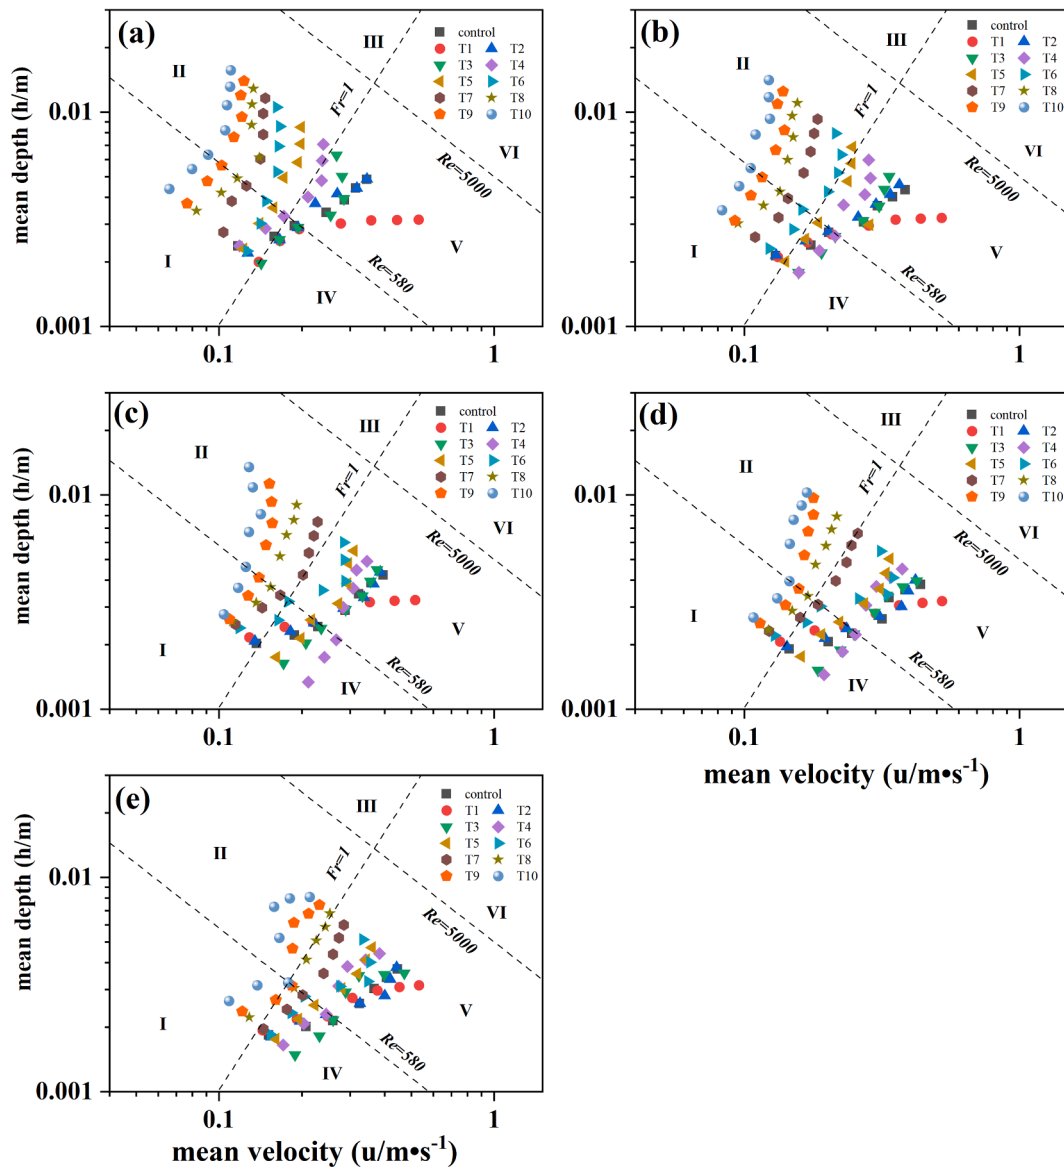 (a)
II
III
VI
I
IV
V
Fr=1
Re=5000
Re=580
control
T1 T2
T3 T4
T5 T6
T7 T8
T9 T10
mean depth (h/m)
0.01
0.001
0.1
1
(b)
II
III
VI
I
IV
V
Fr=1
Re=5000
Re=580
control
T1 T2
T3 T4
T5 T6
T7 T8
T9 T10
0.01
0.001
0.1
1
(c)
II
III
VI
I
IV
V
Fr=1
Re=5000
Re=580
control
T1 T2
T3 T4
T5 T6
T7 T8
T9 T10
mean depth (h/m)
0.01
0.001
0.1
1
(d)
II
III
VI
I
IV
V
Fr=1
Re=5000
Re=580
control
T1 T2
T3 T4
T5 T6
T7 T8
T9 T10
0.01
0.001
0.1
1
mean velocity (u/m•s⁻¹)
(e)
II
III
VI
I
IV
V
Fr=1
Re=5000
Re=580
control
T1 T2
T3 T4
T5 T6
T7 T8
T9 T10
mean depth (h/m)
0.01
0.001
0.1
1
mean velocity (u/m•s⁻¹)